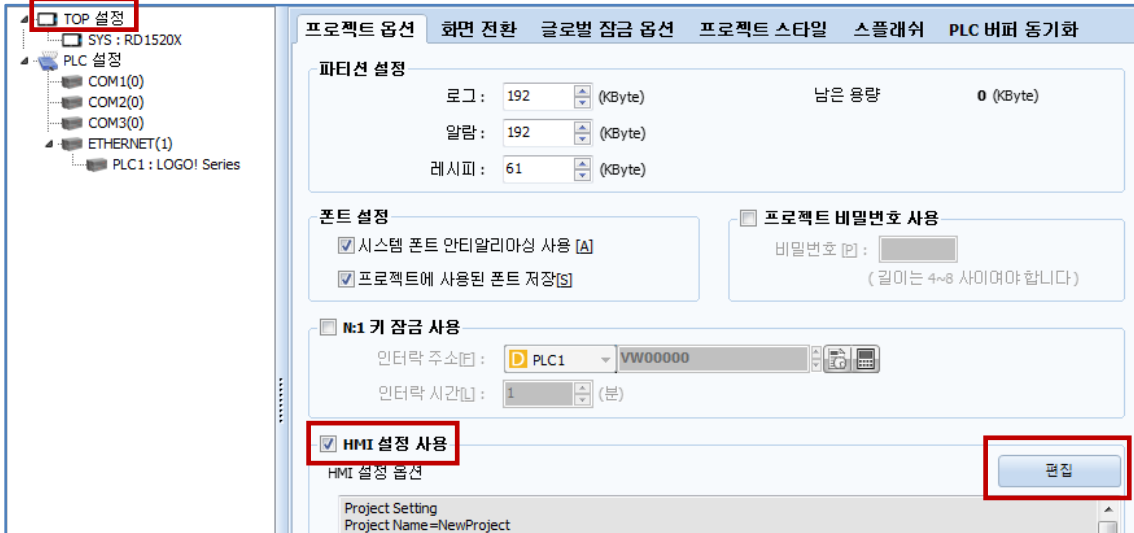 TOP 설정
SYS : RD1520X
PLC 설정
COM1(0)
COM2(0)
COM3(0)
ETHERNET(1)
PLC1 : LOGO! Series
프로젝트 옵션 화면 전환 글로벌 잠금 옵션 프로젝트 스타일 스플래쉬 PLC 버퍼 동기화
파티션 설정
로그 : 192 (KByte) 남은 용량 0 (KByte)
알람 : 192 (KByte)
레시피 : 61 (KByte)
폰트 설정
시스템 폰트 안티알리아싱 사용 [A]
프로젝트에 사용된 폰트 저장[S]
프로젝트 비밀번호 사용
비밀번호 [P] :
( 길이는 4~8 사이여야 합니다 )
N:1 키 잠금 사용
인터락 주소[F] : D PLC1 VW00000
인터락 시간[L] : 1 (분)
HMI 설정 사용
HMI 설정 옵션 편집
Project Setting
Project Name=NewProject